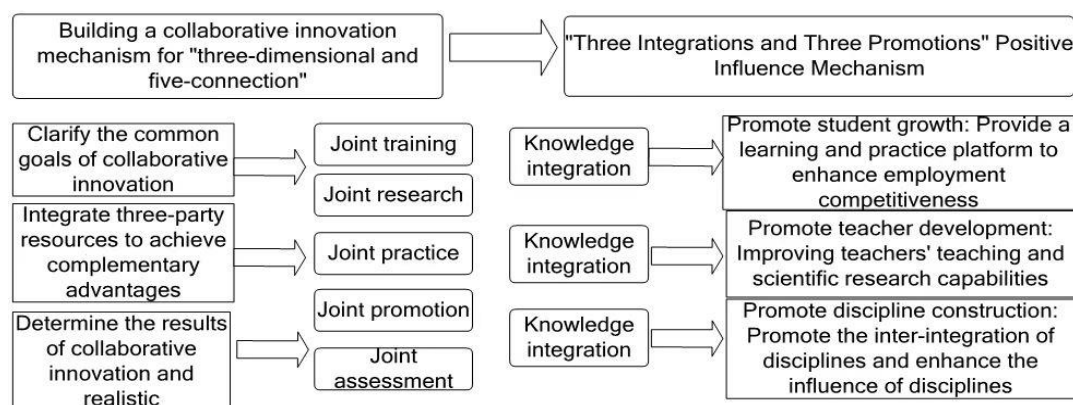 Building a collaborative innovation
mechanism for "three-dimensional and
five-connection"
"Three Integrations and Three Promotions" Positive
Influence Mechanism
Clarify the common
goals of collaborative
innovation
Joint training
Joint research
Knowledge
integration
Promote student growth: Provide a
learning and practice platform to
enhance employment
competitiveness
Integrate three-party
resources to achieve
complementary
advantages
Joint practice
Knowledge
integration
Promote teacher development:
Improving teachers' teaching and
scientific research capabilities
Determine the results
of collaborative
innovation and
realistic
Joint promotion
Joint
assessment
Knowledge
integration
Promote discipline construction:
Promote the inter-integration of
disciplines and enhance the
influence of disciplines